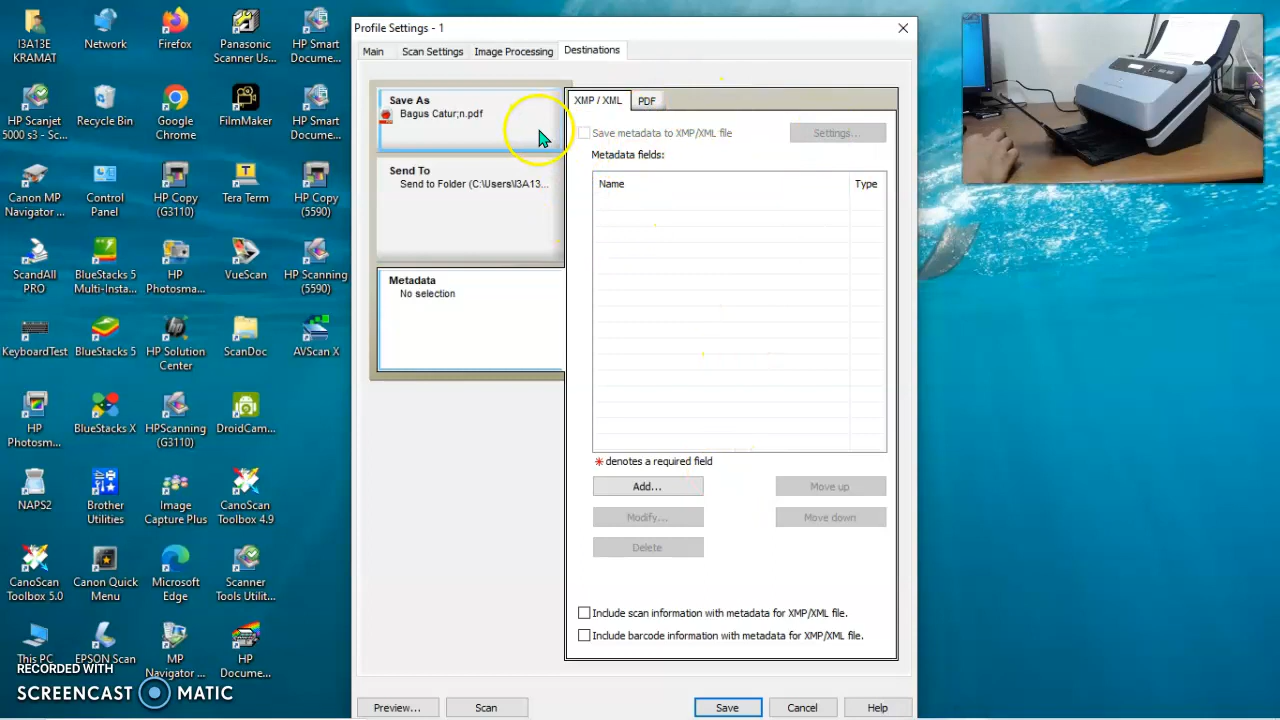 I3A13E
KRAMAT
Network
Firefox
Panasonic
Scanner Us...
HP Smart
Docume...
HP Scanjet
5000 s3 - Sc...
Recycle Bin
Google
Chrome
FilmMaker
HP Smart
Docume...
Canon MP
Navigator ...
Control
Panel
HP Copy
(G3110)
Tera Term
HP Copy
(5590)
ScandAll
PRO
BlueStacks 5
Multi-Insta...
HP
Photosma...
VueScan
HP Scanning
(5590)
KeyboardTest
BlueStacks 5
HP Solution
Center
ScanDoc
AVScan X
HP
Photosm...
BlueStacks X
HPScanning
(G3110)
DroidCam...
NAPS2
Brother
Utilities
Image
Capture Plus
CanoScan
Toolbox 4.9
CanoScan
Toolbox 5.0
Canon Quick
Menu
Microsoft
Edge
Scanner
Tools Utilit...
This PC
EPSON Scan
MP
Navigator ...
HP
Docume...
RECORDED WITH
SCREENCAST MATIC
Profile Settings - 1
Main
Scan Settings
Image Processing
Destinations
Save As
Bagus Catur;n.pdf
Send To
Send to Folder (C:\Users\I3A13...
Metadata
No selection
XMP / XML
PDF
Save metadata to XMP/XML file
Settings...
Metadata fields:
Name
Type
* denotes a required field
Add...
Move up
Modify...
Move down
Delete
Include scan information with metadata for XMP/XML file.
Include barcode information with metadata for XMP/XML file.
Preview...
Scan
Save
Cancel
Help